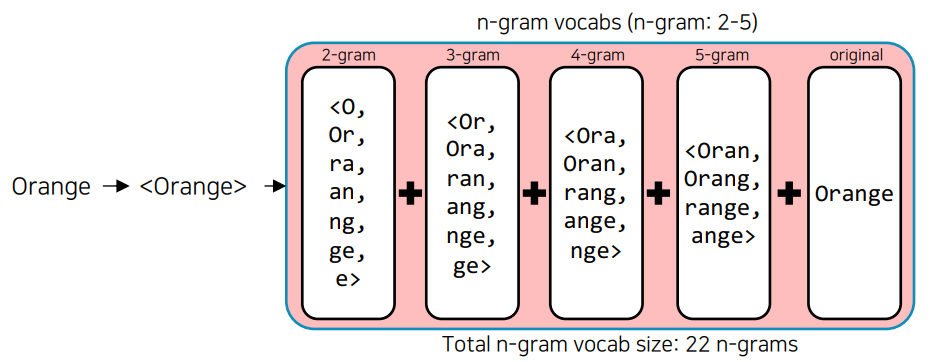 n-gram vocabs (n-gram: 2-5)
2-gram
<O,
Or,
ra,
an,
ng,
ge,
e>
3-gram
<Or,
Ora,
ran,
ang,
nge,
ge>
4-gram
<Ora,
Oran,
rang,
ange,
nge>
5-gram
<Oran,
Orang,
range,
ange>
original
Orange
Orange → <Orange> →
Total n-gram vocab size: 22 n-grams